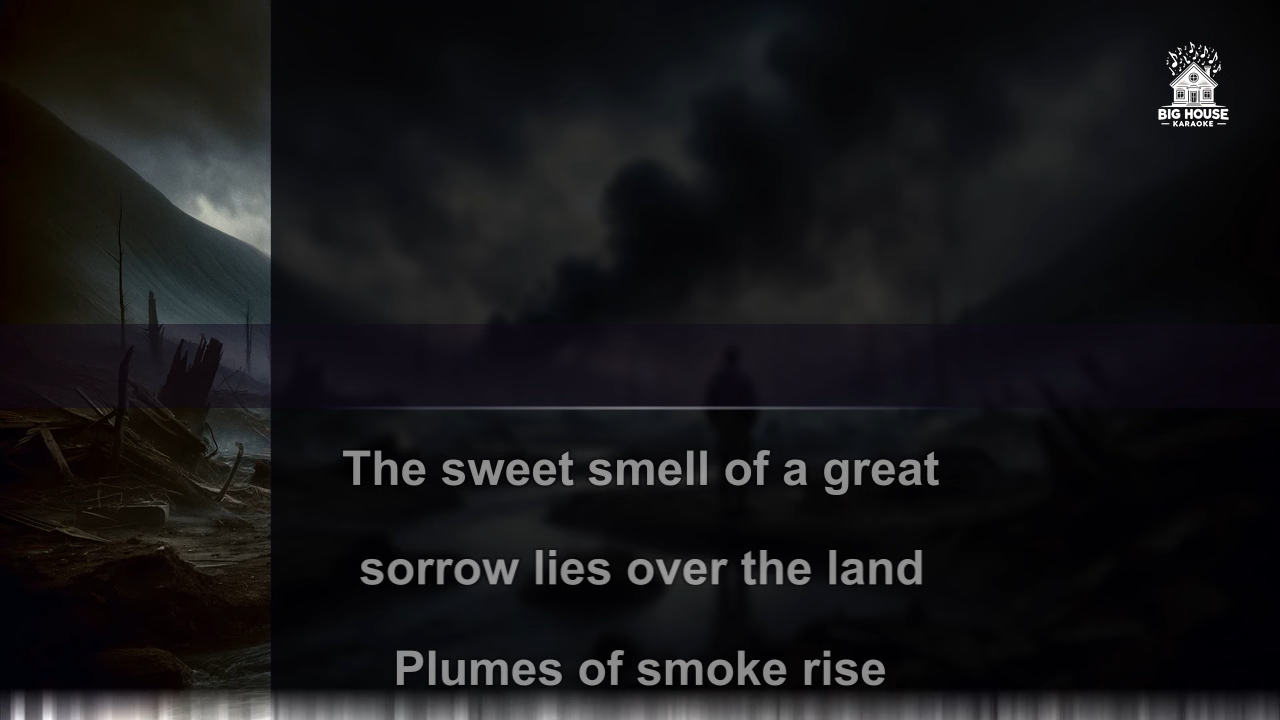 BIG HOUSE
KARAOKE
The sweet smell of a great
sorrow lies over the land
Plumes of smoke rise